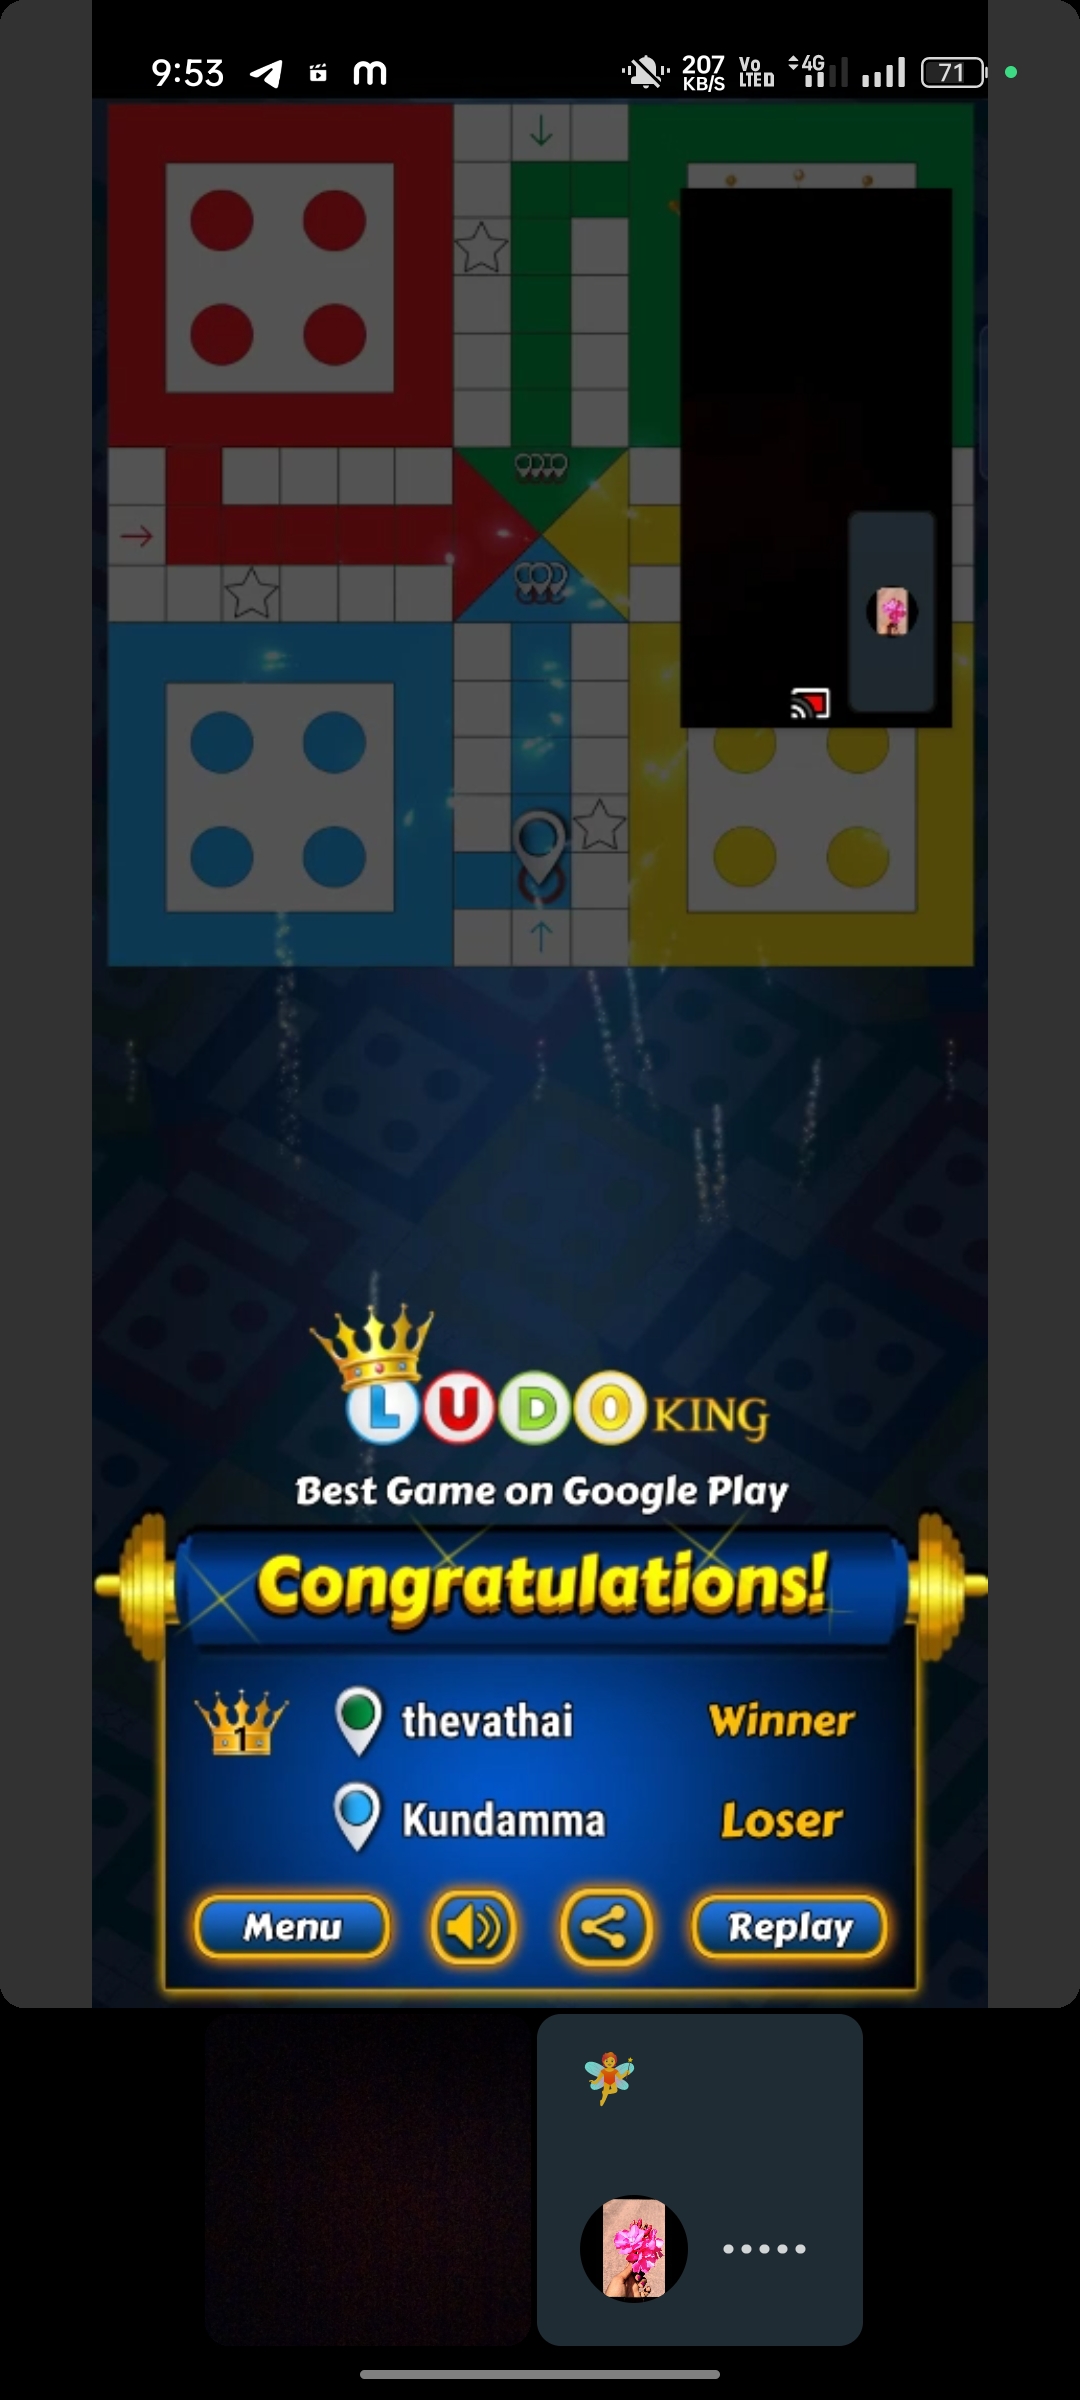 9:53
207 KB/S
Vo LTED
4G
71
LUDO KING
Best Game on Google Play
Congratulations!
1
thevathai Winner
Kundamma Loser
Menu Replay
.....